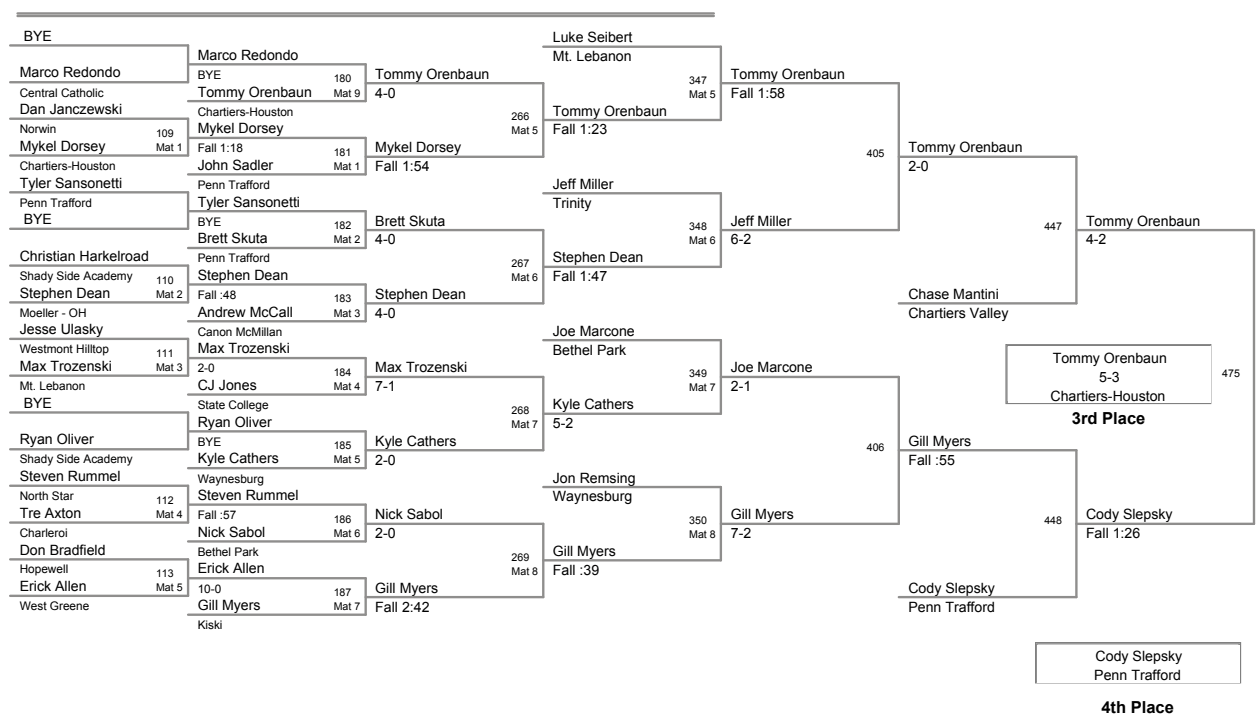 BYE
Marco Redondo
Central Catholic
Dan Janczewski
Norwin
109
Mykel Dorsey
Mat 1
Chartiers-Houston
Tyler Sansonetti
Penn Trafford
BYE
Christian Harkelroad
Shady Side Academy
110
Stephen Dean
Mat 2
Moeller - OH
Jesse Ulasky
Westmont Hilltop
111
Max Trozenski
Mat 3
Mt. Lebanon
BYE
Ryan Oliver
Shady Side Academy
Steven Rummel
North Star
112
Tre Axton
Mat 4
Charleroi
Don Bradfield
Hopewell
113
Erick Allen
Mat 5
West Greene
Marco Redondo
BYE
180
Tommy Orenbaun
Mat 9
Chartiers-Houston
Mykel Dorsey
Fall 1:18
181
John Sadler
Mat 1
Penn Trafford
Tyler Sansonetti
BYE
182
Brett Skuta
Mat 2
Penn Trafford
Stephen Dean
Fall :48
183
Andrew McCall
Mat 3
Canon McMillan
Max Trozenski
2-0
184
CJ Jones
Mat 4
State College
Ryan Oliver
BYE
185
Kyle Cathers
Mat 5
Waynesburg
Steven Rummel
Fall :57
186
Nick Sabol
Mat 6
Bethel Park
Erick Allen
10-0
187
Gill Myers
Mat 7
Kiski
Tommy Orenbaun
4-0
266
Mat 5
Mykel Dorsey
Fall 1:54
Brett Skuta
4-0
267
Mat 6
Stephen Dean
4-0
Max Trozenski
7-1
268
Mat 7
Kyle Cathers
2-0
Nick Sabol
2-0
269
Mat 8
Gill Myers
Fall 2:42
Luke Seibert
Mt. Lebanon
347
Mat 5
Tommy Orenbaun
Fall 1:23
Jeff Miller
Trinity
348
Mat 6
Stephen Dean
Fall 1:47
Joe Marcone
Bethel Park
349
Mat 7
Kyle Cathers
5-2
Jon Remsing
Waynesburg
350
Mat 8
Gill Myers
Fall :39
Tommy Orenbaun
Fall 1:58
405
Jeff Miller
6-2
Joe Marcone
2-1
406
Gill Myers
7-2
Tommy Orenbaun
2-0
447
Chase Mantini
Chartiers Valley
Gill Myers
Fall :55
448
Cody Slepsky
Penn Trafford
Tommy Orenbaun
4-2
Tommy Orenbaun
5-3
Chartiers-Houston
475
3rd Place
Cody Slepsky
Fall 1:26
Cody Slepsky
Penn Trafford
4th Place